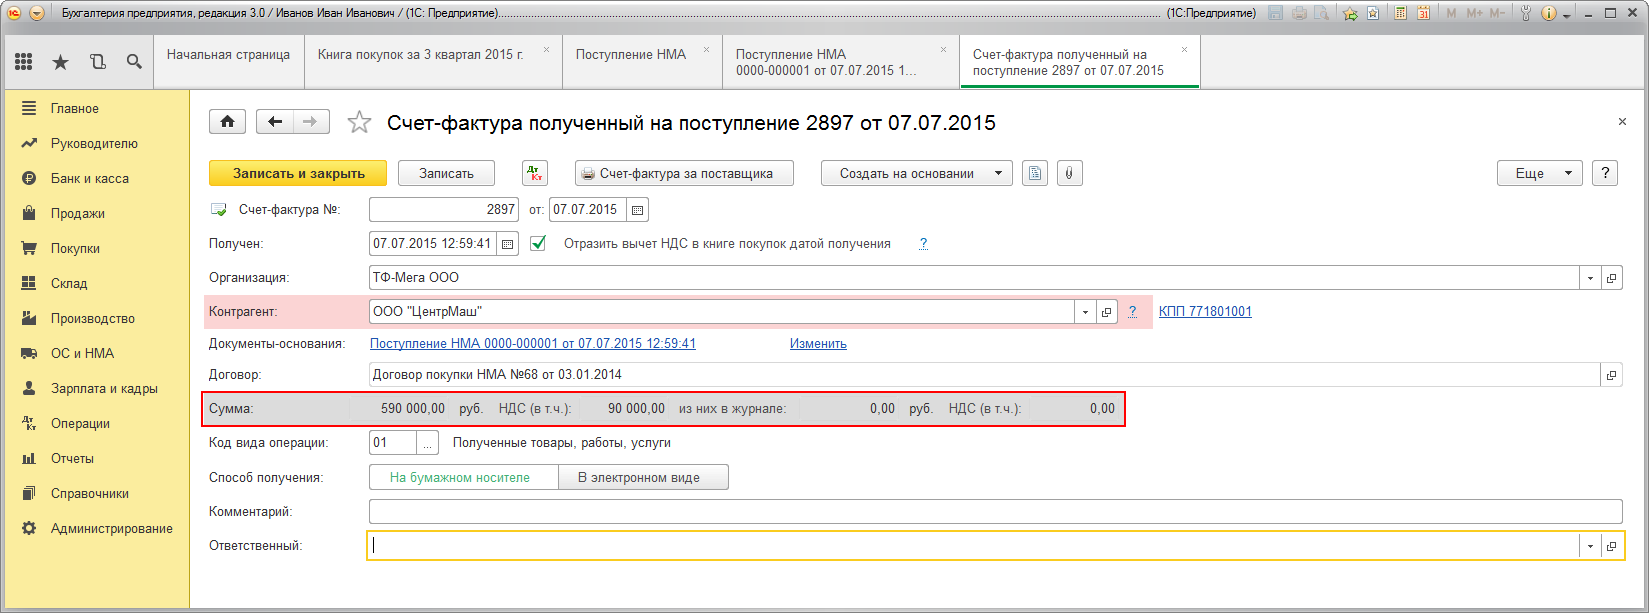 Бухгалтерия предприятия, редакция 3.0 / Иванов Иван Иванович / (1С: Предприятие)
(1С:Предприятие)
M M+ M-
Начальная страница
Книга покупок за 3 квартал 2015 г.
Поступление НМА
Поступление НМА
0000-000001 от 07.07.2015 1...
Счет-фактура полученный на
поступление 2897 от 07.07.2015
Главное
Руководителю
Банк и касса
Продажи
Покупки
Склад
Производство
ОС и НМА
Зарплата и кадры
Операции
Отчеты
Справочники
Администрирование
Счет-фактура полученный на поступление 2897 от 07.07.2015
Записать и закрыть
Записать
Дт
Кт
Счет-фактура за поставщика
Создать на основании
Еще
?
Счет-фактура №: 2897 от: 07.07.2015
Получен: 07.07.2015 12:59:41 Отразить вычет НДС в книге покупок датой получения ?
Организация: ТФ-Мега ООО
Контрагент: ООО "ЦентрМаш" ? КПП 771801001
Документы-основания: Поступление НМА 0000-000001 от 07.07.2015 12:59:41 Изменить
Договор: Договор покупки НМА №68 от 03.01.2014
Сумма: 590 000,00 руб. НДС (в т.ч.): 90 000,00 из них в журнале: 0,00 руб. НДС (в т.ч.): 0,00
Код вида операции: 01 ... Полученные товары, работы, услуги
Способ получения: На бумажном носителе В электронном виде
Комментарий:
Ответственный: